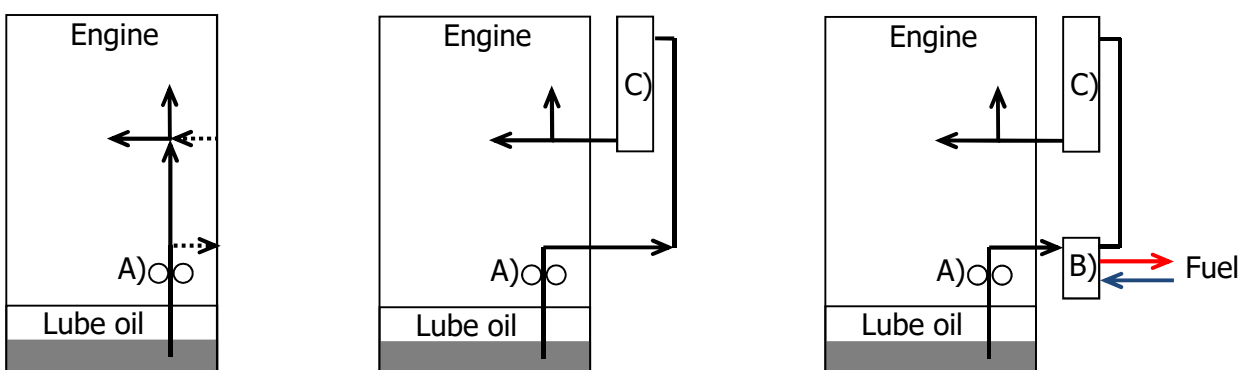 Engine
A)
Lube oil
Engine
C)
A)
Lube oil
Engine
C)
A)
B)
Fuel
Lube oil